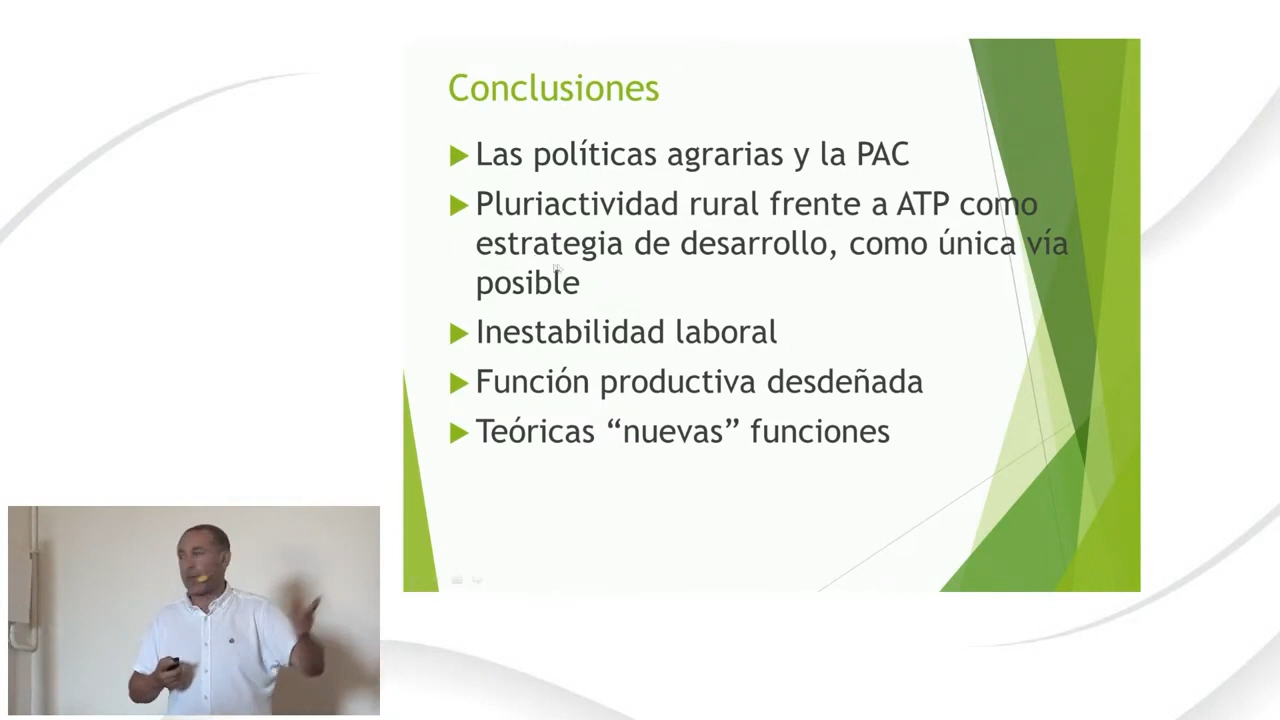 Conclusiones
Las políticas agrarias y la PAC
Pluriactividad rural frente a ATP como
estrategia de desarrollo, como única vía
posible
Inestabilidad laboral
Función productiva desdeñada
Teóricas “nuevas” funciones